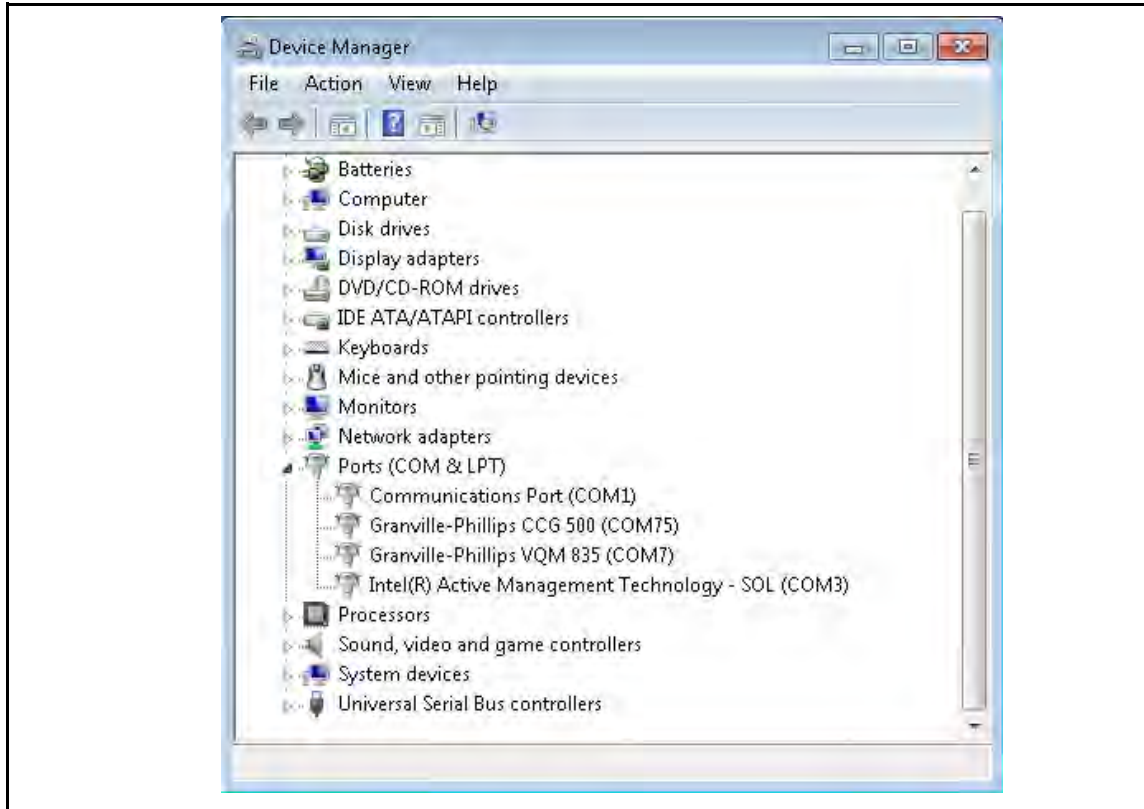 Device Manager
File Action View Help
Batteries
Computer
Disk drives
Display adapters
DVD/CD-ROM drives
IDE ATA/ATAPI controllers
Keyboards
Mice and other pointing devices
Monitors
Network adapters
Ports (COM & LPT)
Communications Port (COM1)
Granville-Phillips CCG 500 (COM75)
Granville-Phillips VQM 835 (COM7)
Intel(R) Active Management Technology - SOL (COM3)
Processors
Sound, video and game controllers
System devices
Universal Serial Bus controllers